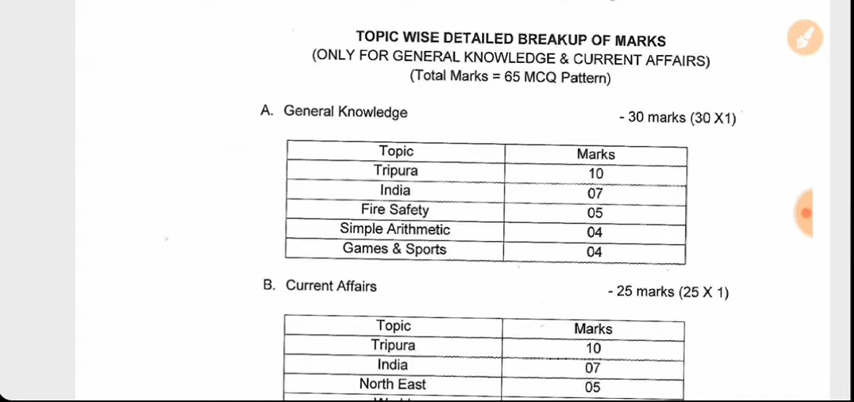 TOPIC WISE DETAILED BREAKUP OF MARKS
(ONLY FOR GENERAL KNOWLEDGE & CURRENT AFFAIRS)
(Total Marks = 65 MCQ Pattern)
A. General Knowledge - 30 marks (30 X1)
Topic Marks
Tripura 10
India 07
Fire Safety 05
Simple Arithmetic 04
Games & Sports 04
B. Current Affairs - 25 marks (25 X 1)
Topic Marks
Tripura 10
India 07
North East 05